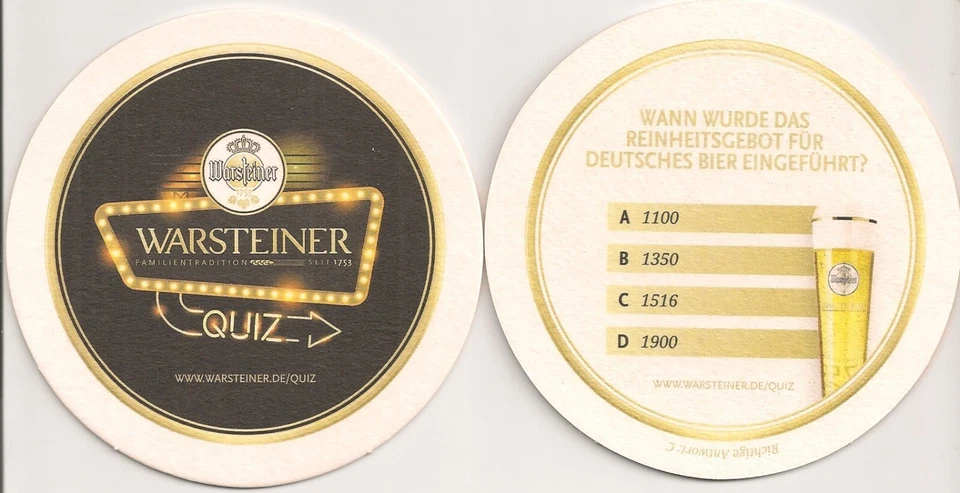 Warsteiner
1753
WARSTEINER
FAMILIENTRADITION SEIT 1753
QUIZ
WWW.WARSTEINER.DE/QUIZ
WANN WURDE DAS
REINHEITSGEBOT FÜR
DEUTSCHES BIER EINGEFÜHRT?
A 1100
B 1350
C 1516
D 1900
Warsteiner
WWW.WARSTEINER.DE/QUIZ
Richtige Antwort: C